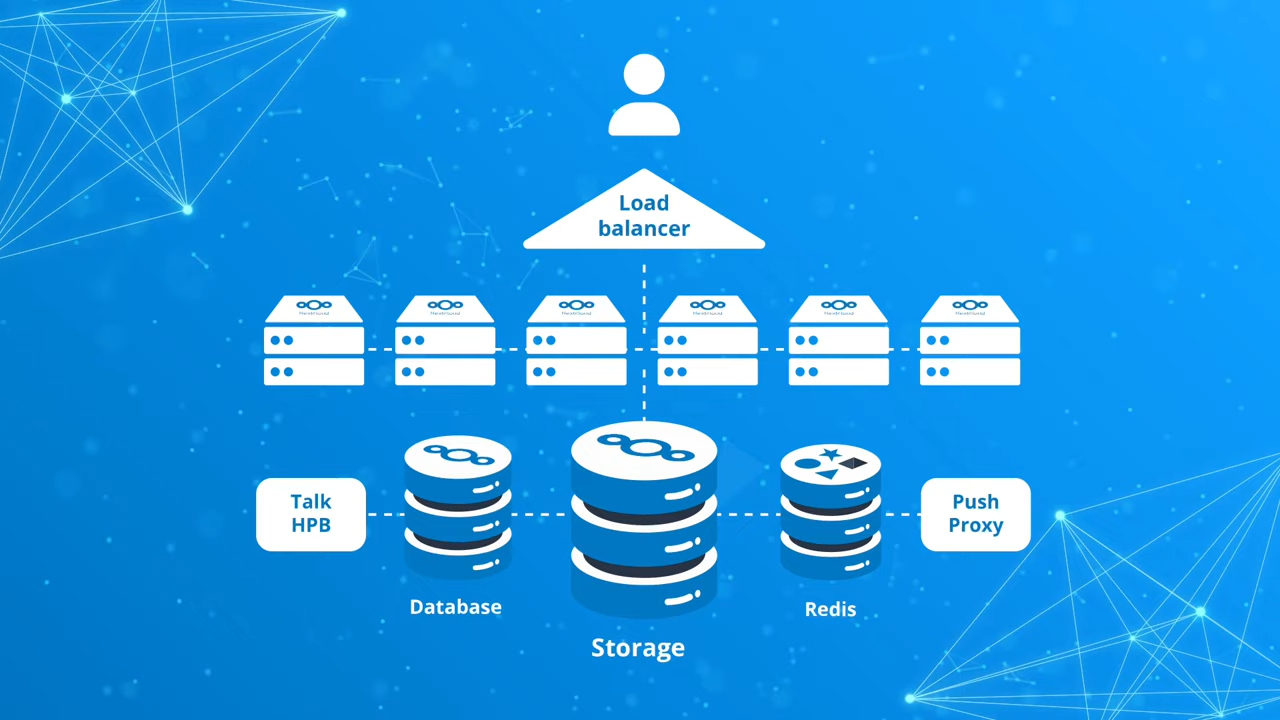 Load
balancer
Talk
HPB
Push
Proxy
Database
Redis
Storage